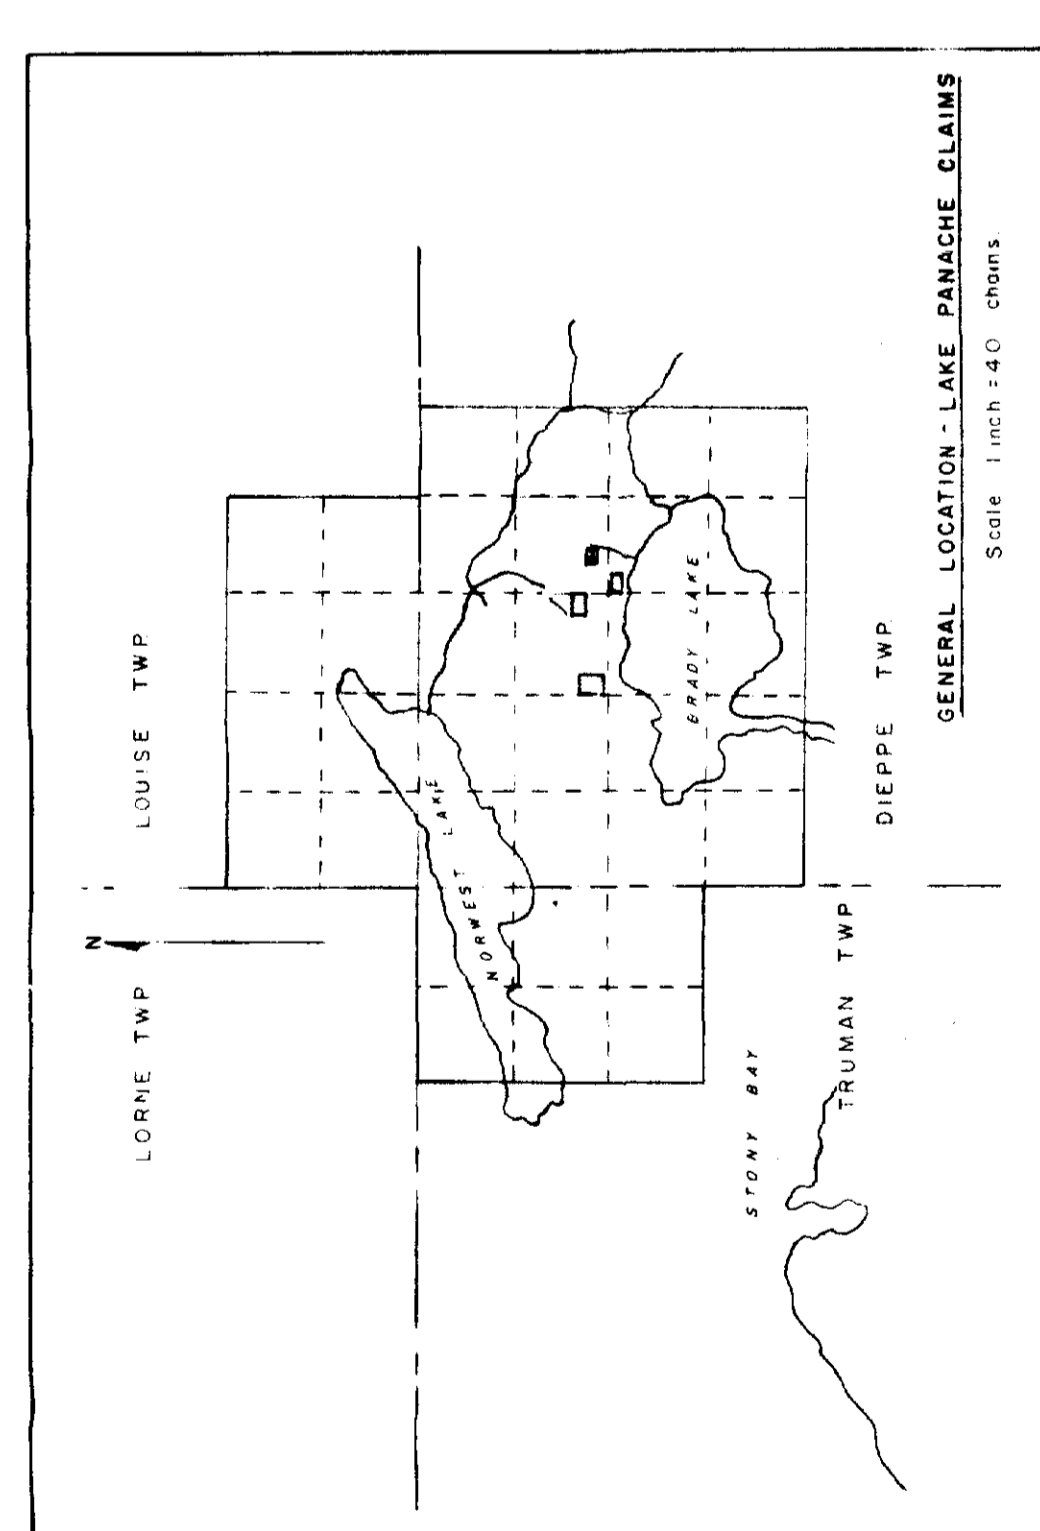 N
LORNE TWP
LOUISE TWP.
NORWEST LAKE
GRADY LAKE
STONY BAY
TRUMAN TWP
DIEPPE TWP.
GENERAL LOCATION - LAKE PANACHE CLAIMS
Scale 1 inch = 40 chains.